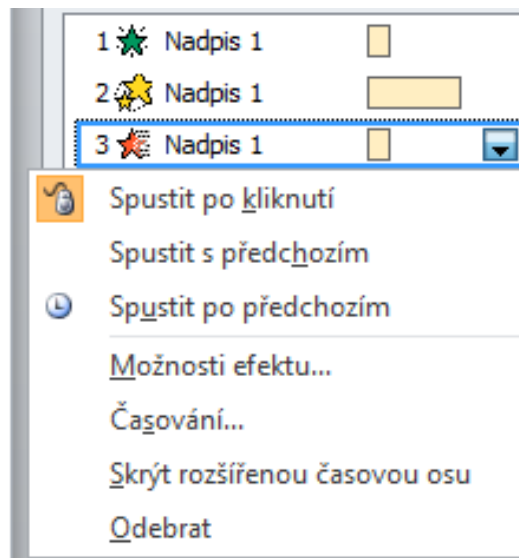 1 Nadpis 1
2 Nadpis 1
3 Nadpis 1
Spustit po kliknutí
Spustit s předchozím
Spustit po předchozím
Možnosti efektu...
Časování...
Skrýt rozšířenou časovou osu
Odebrat